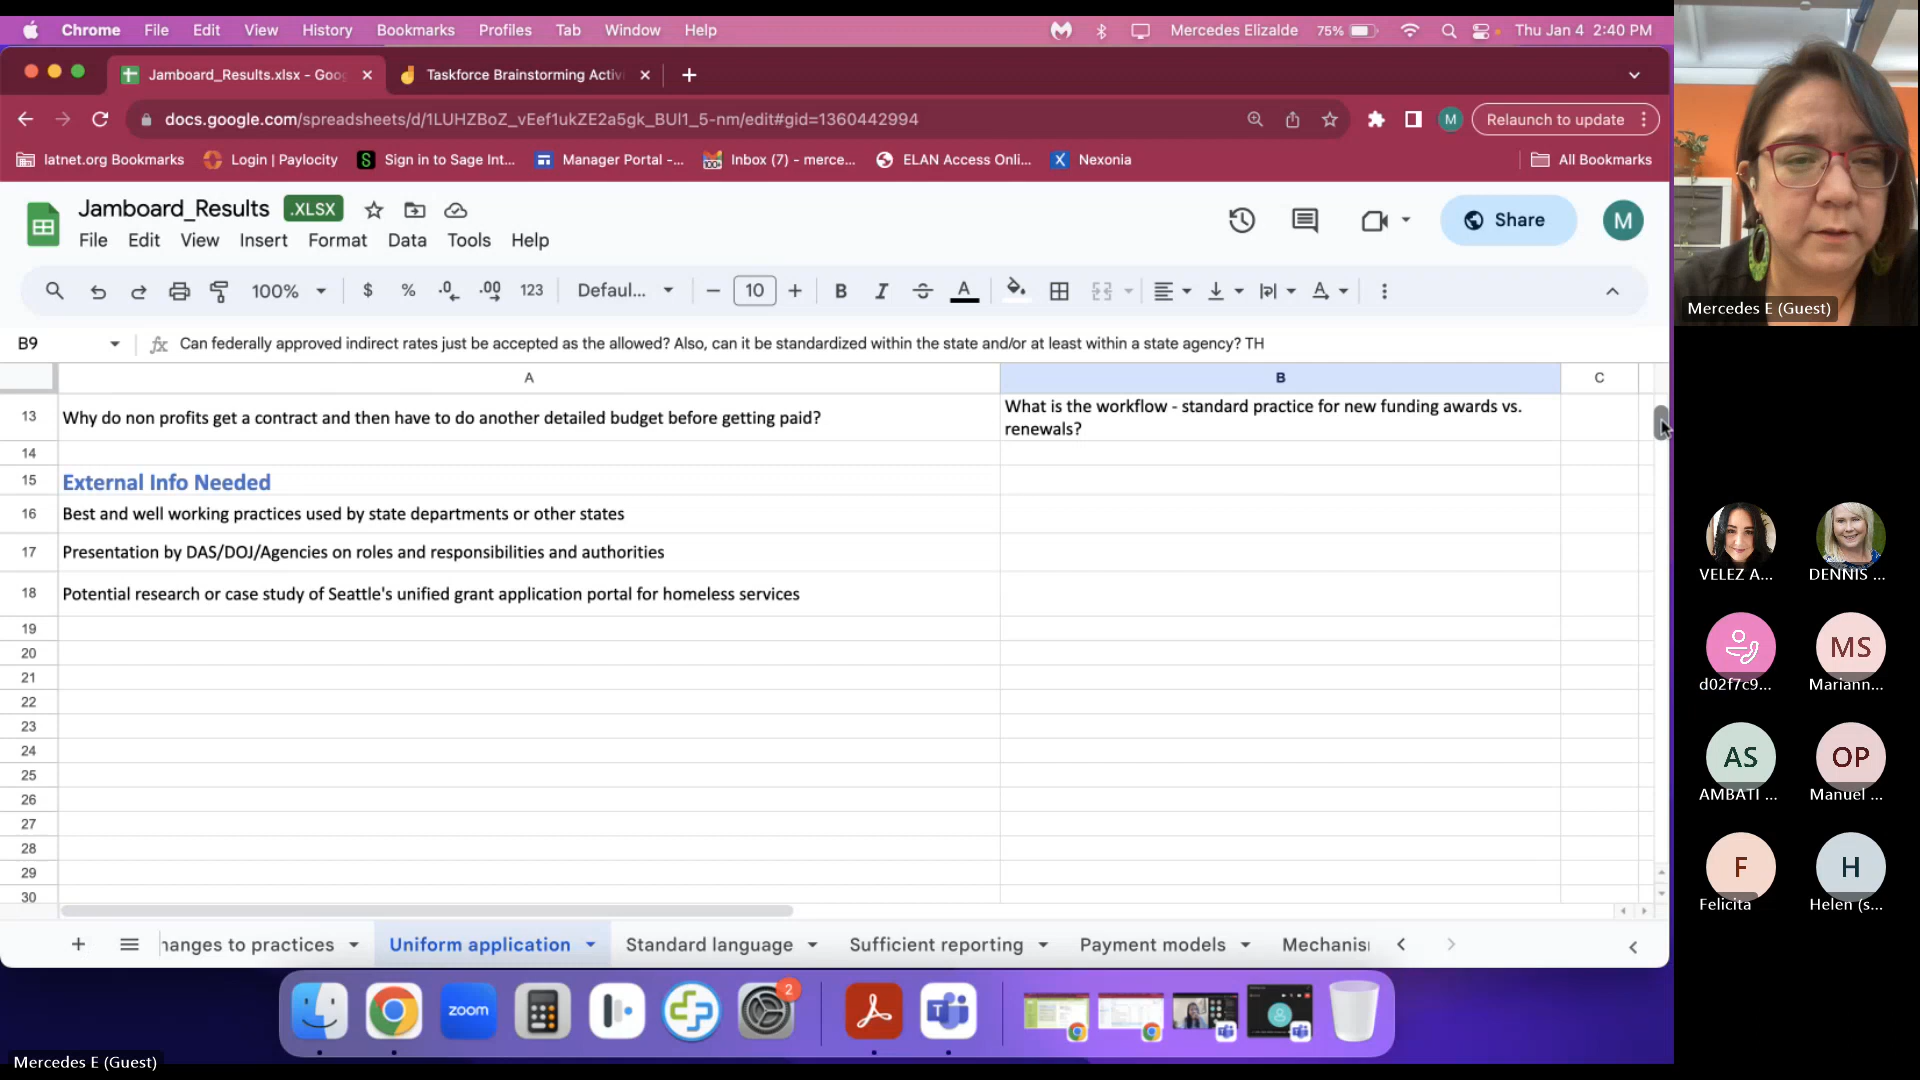 Chrome File Edit View History Bookmarks Profiles Tab Window Help
Mercedes Elizalde 75% Thu Jan 4 2:40 PM
Jamboard_Results.xlsx - Goo
Taskforce Brainstorming Activ
docs.google.com/spreadsheets/d/1LUHZBoZ_vEef1ukZE2a5gk_BUl1_5-nm/edit#gid=1360442994
M
Relaunch to update
latnet.org Bookmarks
Login | Paylocity
S
Sign in to Sage Int...
Manager Portal -...
Inbox (7) - merce...
ELAN Access Onli...
X
Nexonia
All Bookmarks
Jamboard_Results .XLSX
File Edit View Insert Format Data Tools Help
Share
M
100% $ % .0 .00 123 Defaul... 10 B I A A
B9
fx
Can federally approved indirect rates just be accepted as the allowed? Also, can it be standardized within the state and/or at least within a state agency? TH
A B C
13 Why do non profits get a contract and then have to do another detailed budget before getting paid?
What is the workflow - standard practice for new funding awards vs.
renewals?
14
15 External Info Needed
16 Best and well working practices used by state departments or other states
17 Presentation by DAS/DOJ/Agencies on roles and responsibilities and authorities
18 Potential research or case study of Seattle's unified grant application portal for homeless services
19
20
21
22
23
24
25
26
27
28
29
30
hanges to practices
Uniform application
Standard language
Sufficient reporting
Payment models
Mechanis
zoom
2
Mercedes E (Guest)
Mercedes E (Guest)
VELEZ A...
DENNIS ...
d02f7c9...
MS
Mariann...
AS
AMBATI ...
OP
Manuel ...
F
Felicita
H
Helen (s...